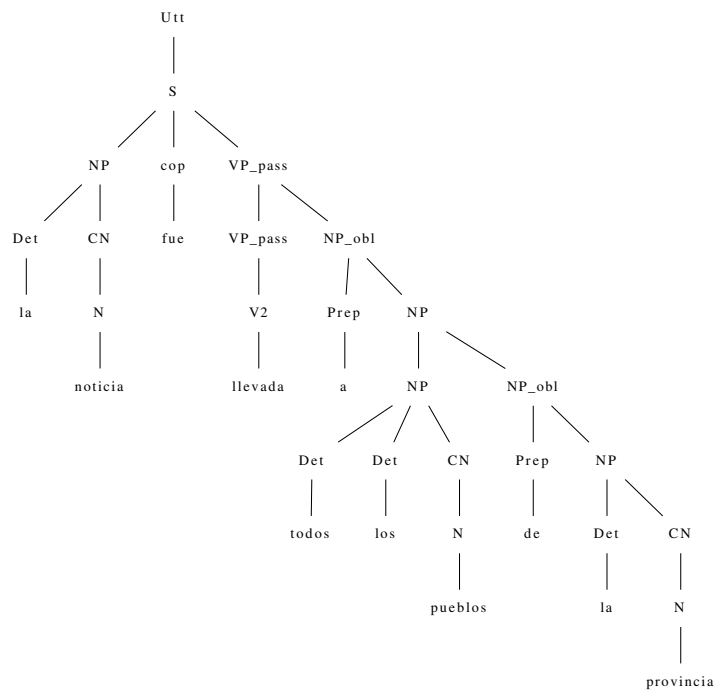 Utt
S
NP cop VP_pass
Det CN fue VP_pass NP_obl
la N V2 Prep NP
noticia llevada a NP NP_obl
Det Det CN Prep NP
todos los N de Det CN
pueblos la N
provincia